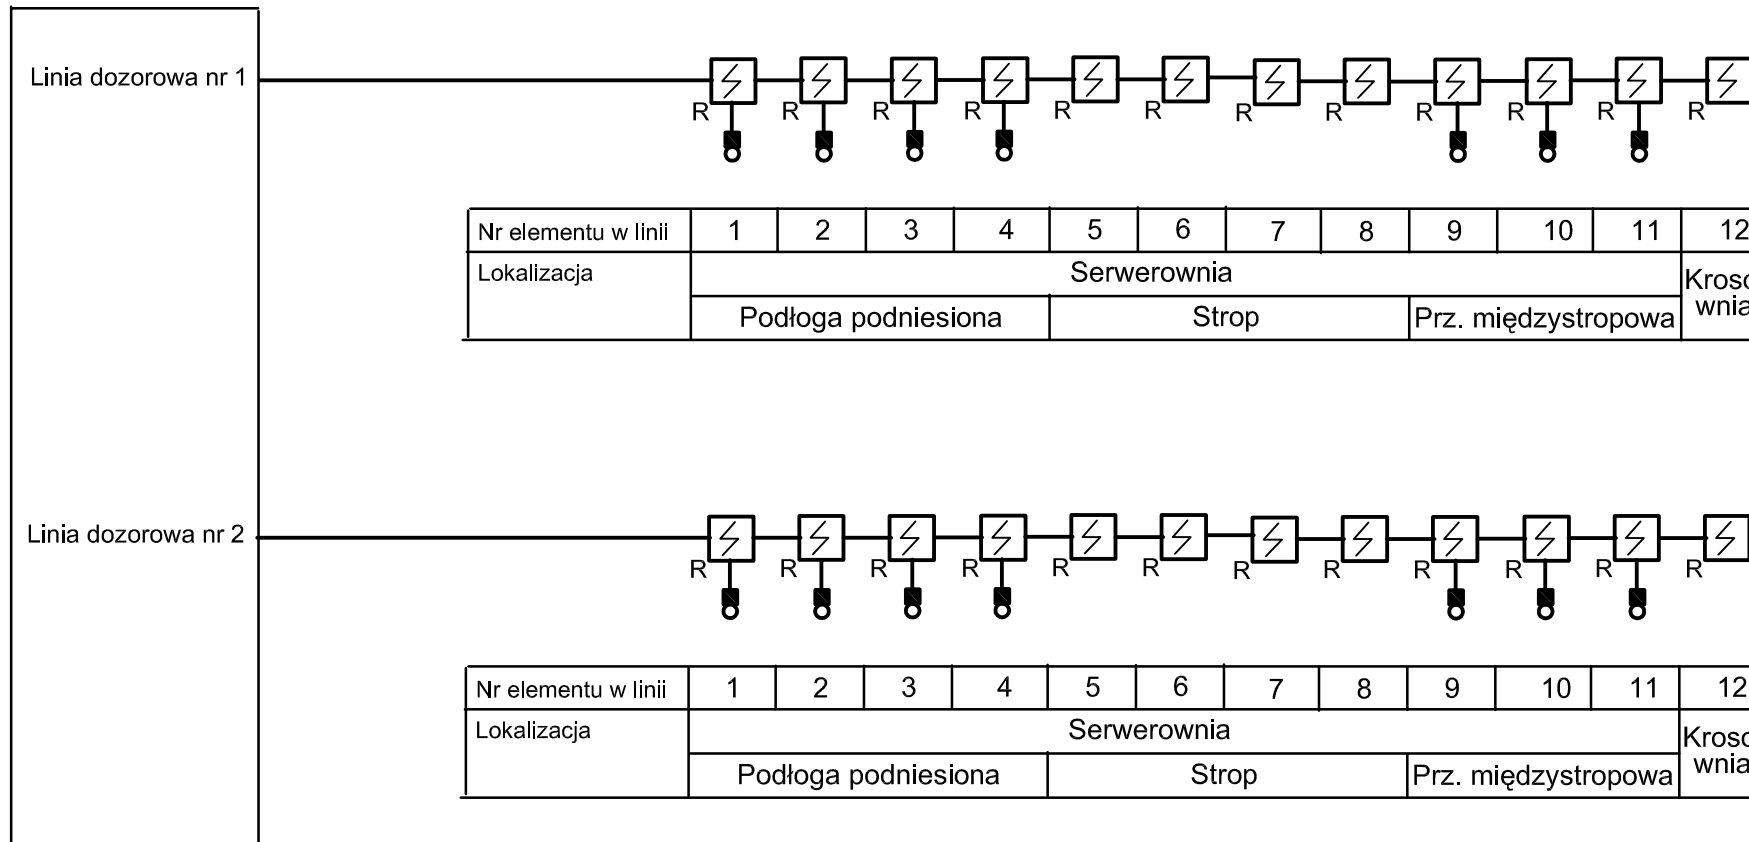 Linia dozorowa nr 1
R R R R R R R R R R R R
Nr elementu w linii 1 2 3 4 5 6 7 8 9 10 11 12
Lokalizacja Serwerownia
Podłoga podniesiona Strop Prz. międzystropowa
wnia
Linia dozorowa nr 2
R R R R R R R R R R R R
Nr elementu w linii 1 2 3 4 5 6 7 8 9 10 11 12
Lokalizacja Serwerownia
Podłoga podniesiona Strop Prz. międzystropowa
wnia